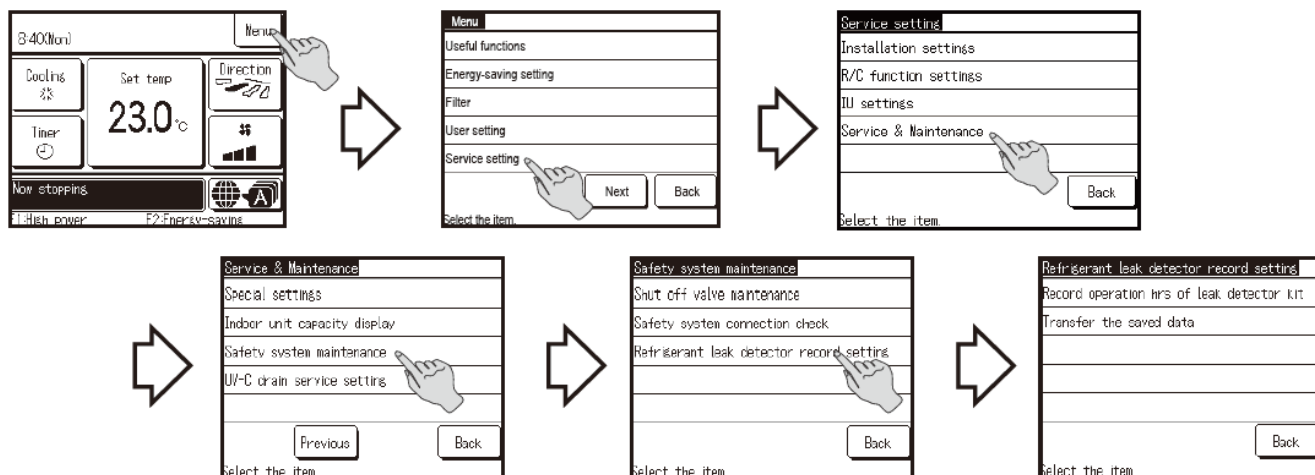 8:40(Mon)
Menu
Cooling
Set temp
Direction
23.0 °C
Timer
Now stopping
A
F1:High power F2:Energy-saving
Menu
Useful functions
Energy-saving setting
Filter
User setting
Service setting
Next Back
Select the item.
Service setting
Installation settings
R/C function settings
IU settings
Service & Maintenance
Back
Select the item.
Service & Maintenance
Special settings
Indoor unit capacity display
Safety system maintenance
UV-C drain service setting
Previous Back
Select the item.
Safety system maintenance
Shut off valve maintenance
Safety system connection check
Refrigerant leak detector record setting
Back
Select the item.
Refrigerant leak detector record setting
Record operation hrs of leak detector kit
Transfer the saved data
Back
Select the item.